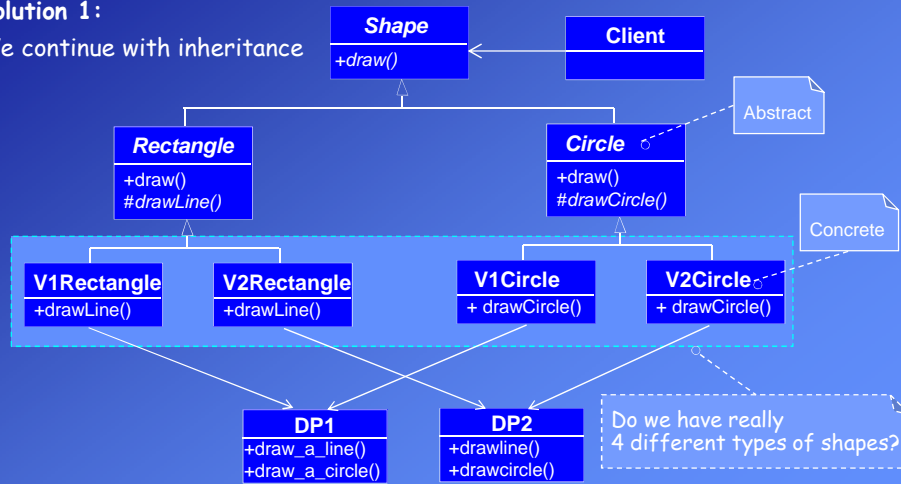 olution 1:
e continue with inheritance
Shape
+draw()
Client
Abstract
Rectangle
+draw()
#drawLine()
Circle
+draw()
#drawCircle()
Concrete
V1Rectangle
+drawLine()
V2Rectangle
+drawLine()
V1Circle
+ drawCircle()
V2Circle
+ drawCircle()
DP1
+draw_a_line()
+draw_a_circle()
DP2
+drawline()
+drawcircle()
Do we have really
4 different types of shapes?